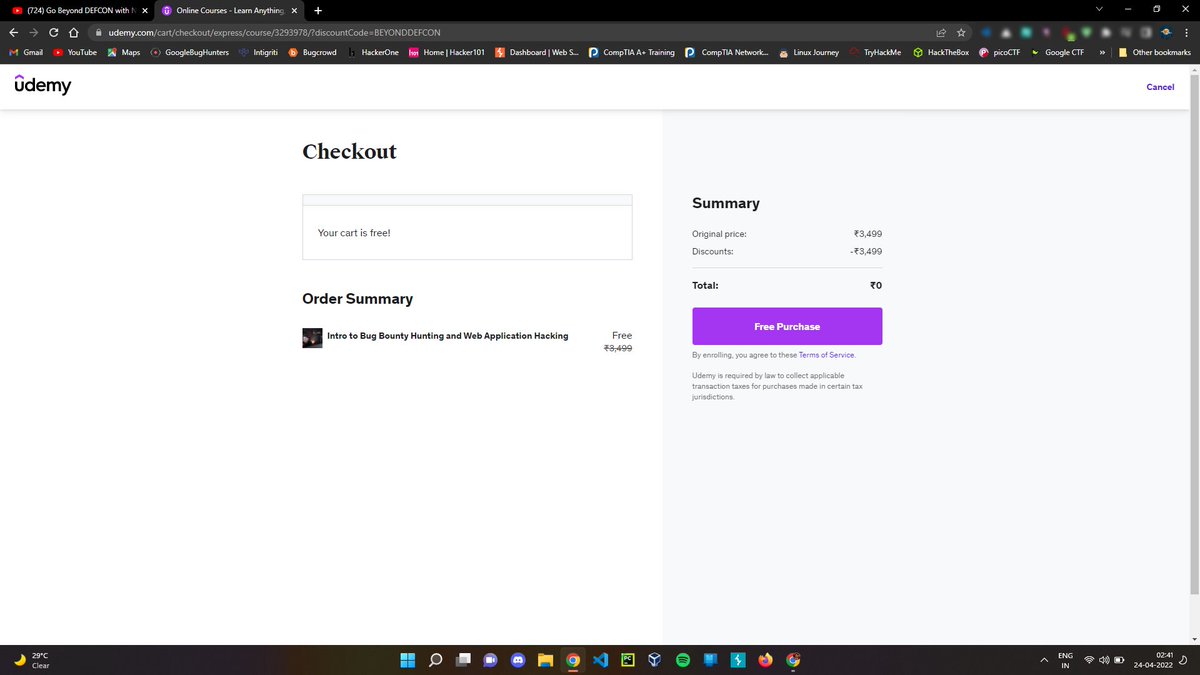 (724) Go Beyond DEFCON with N
Online Courses - Learn Anything,
udemy.com/cart/checkout/express/course/3293978/?discountCode=BEYONDDEFCON
Gmail YouTube Maps GoogleBugHunters Intigriti Bugcrowd HackerOne Home | Hacker101 Dashboard | Web S... CompTIA A+ Training CompTIA Network... Linux Journey TryHackMe HackTheBox picoCTF Google CTF » Other bookmarks
udemy
Cancel
Checkout
Your cart is free!
Order Summary
Intro to Bug Bounty Hunting and Web Application Hacking Free
₹3,499
Summary
Original price: ₹3,499
Discounts: -₹3,499
Total: ₹0
Free Purchase
By enrolling, you agree to these Terms of Service.
Udemy is required by law to collect applicable
transaction taxes for purchases made in certain tax
jurisdictions.
29°C
Clear
PC
ENG
IN
02:41
24-04-2022